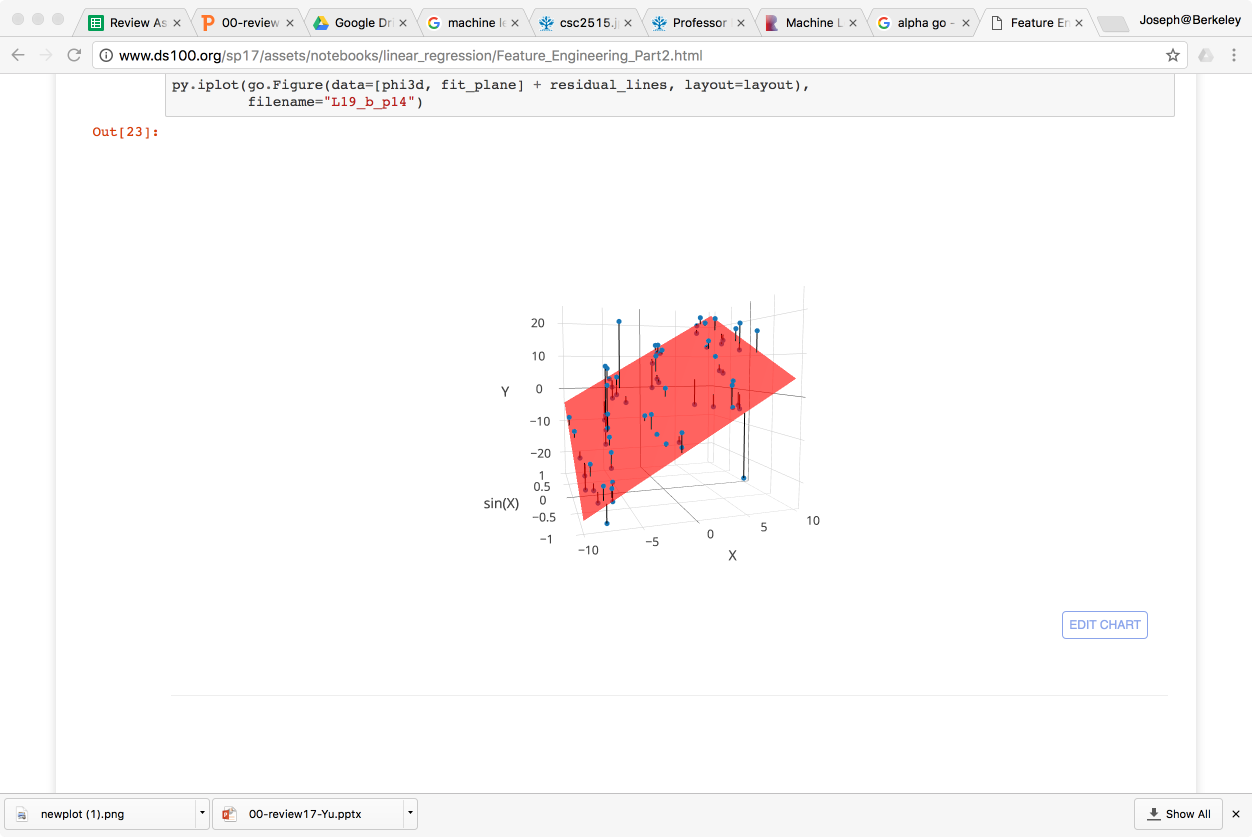 Review As
00-review
Google Dri
machine le
csc2515.j
Professor
Machine L
alpha go -
Feature En
Joseph@Berkeley
www.ds100.org/sp17/assets/notebooks/linear_regression/Feature_Engineering_Part2.html
py.iplot(go.Figure(data=[phi3d, fit_plane] + residual_lines, layout=layout),
filename="L19_b_p14")
Out[23]:
20
10
Y
0
−10
−20
1
0.5
sin(X)
0
−0.5
−1
−10
−5
0
5
10
X
EDIT CHART
newplot (1).png
00-review17-Yu.pptx
Show All